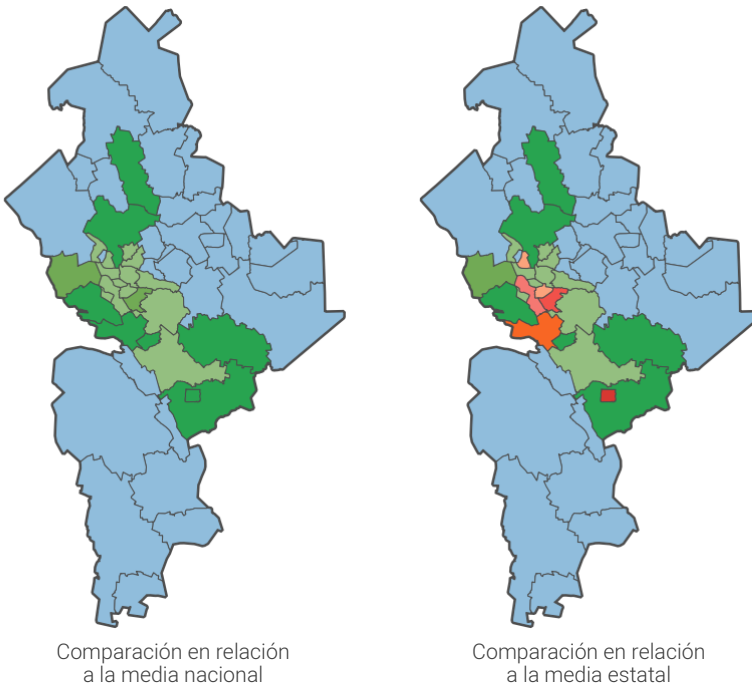 Comparación en relación
a la media nacional
Comparación en relación
a la media estatal